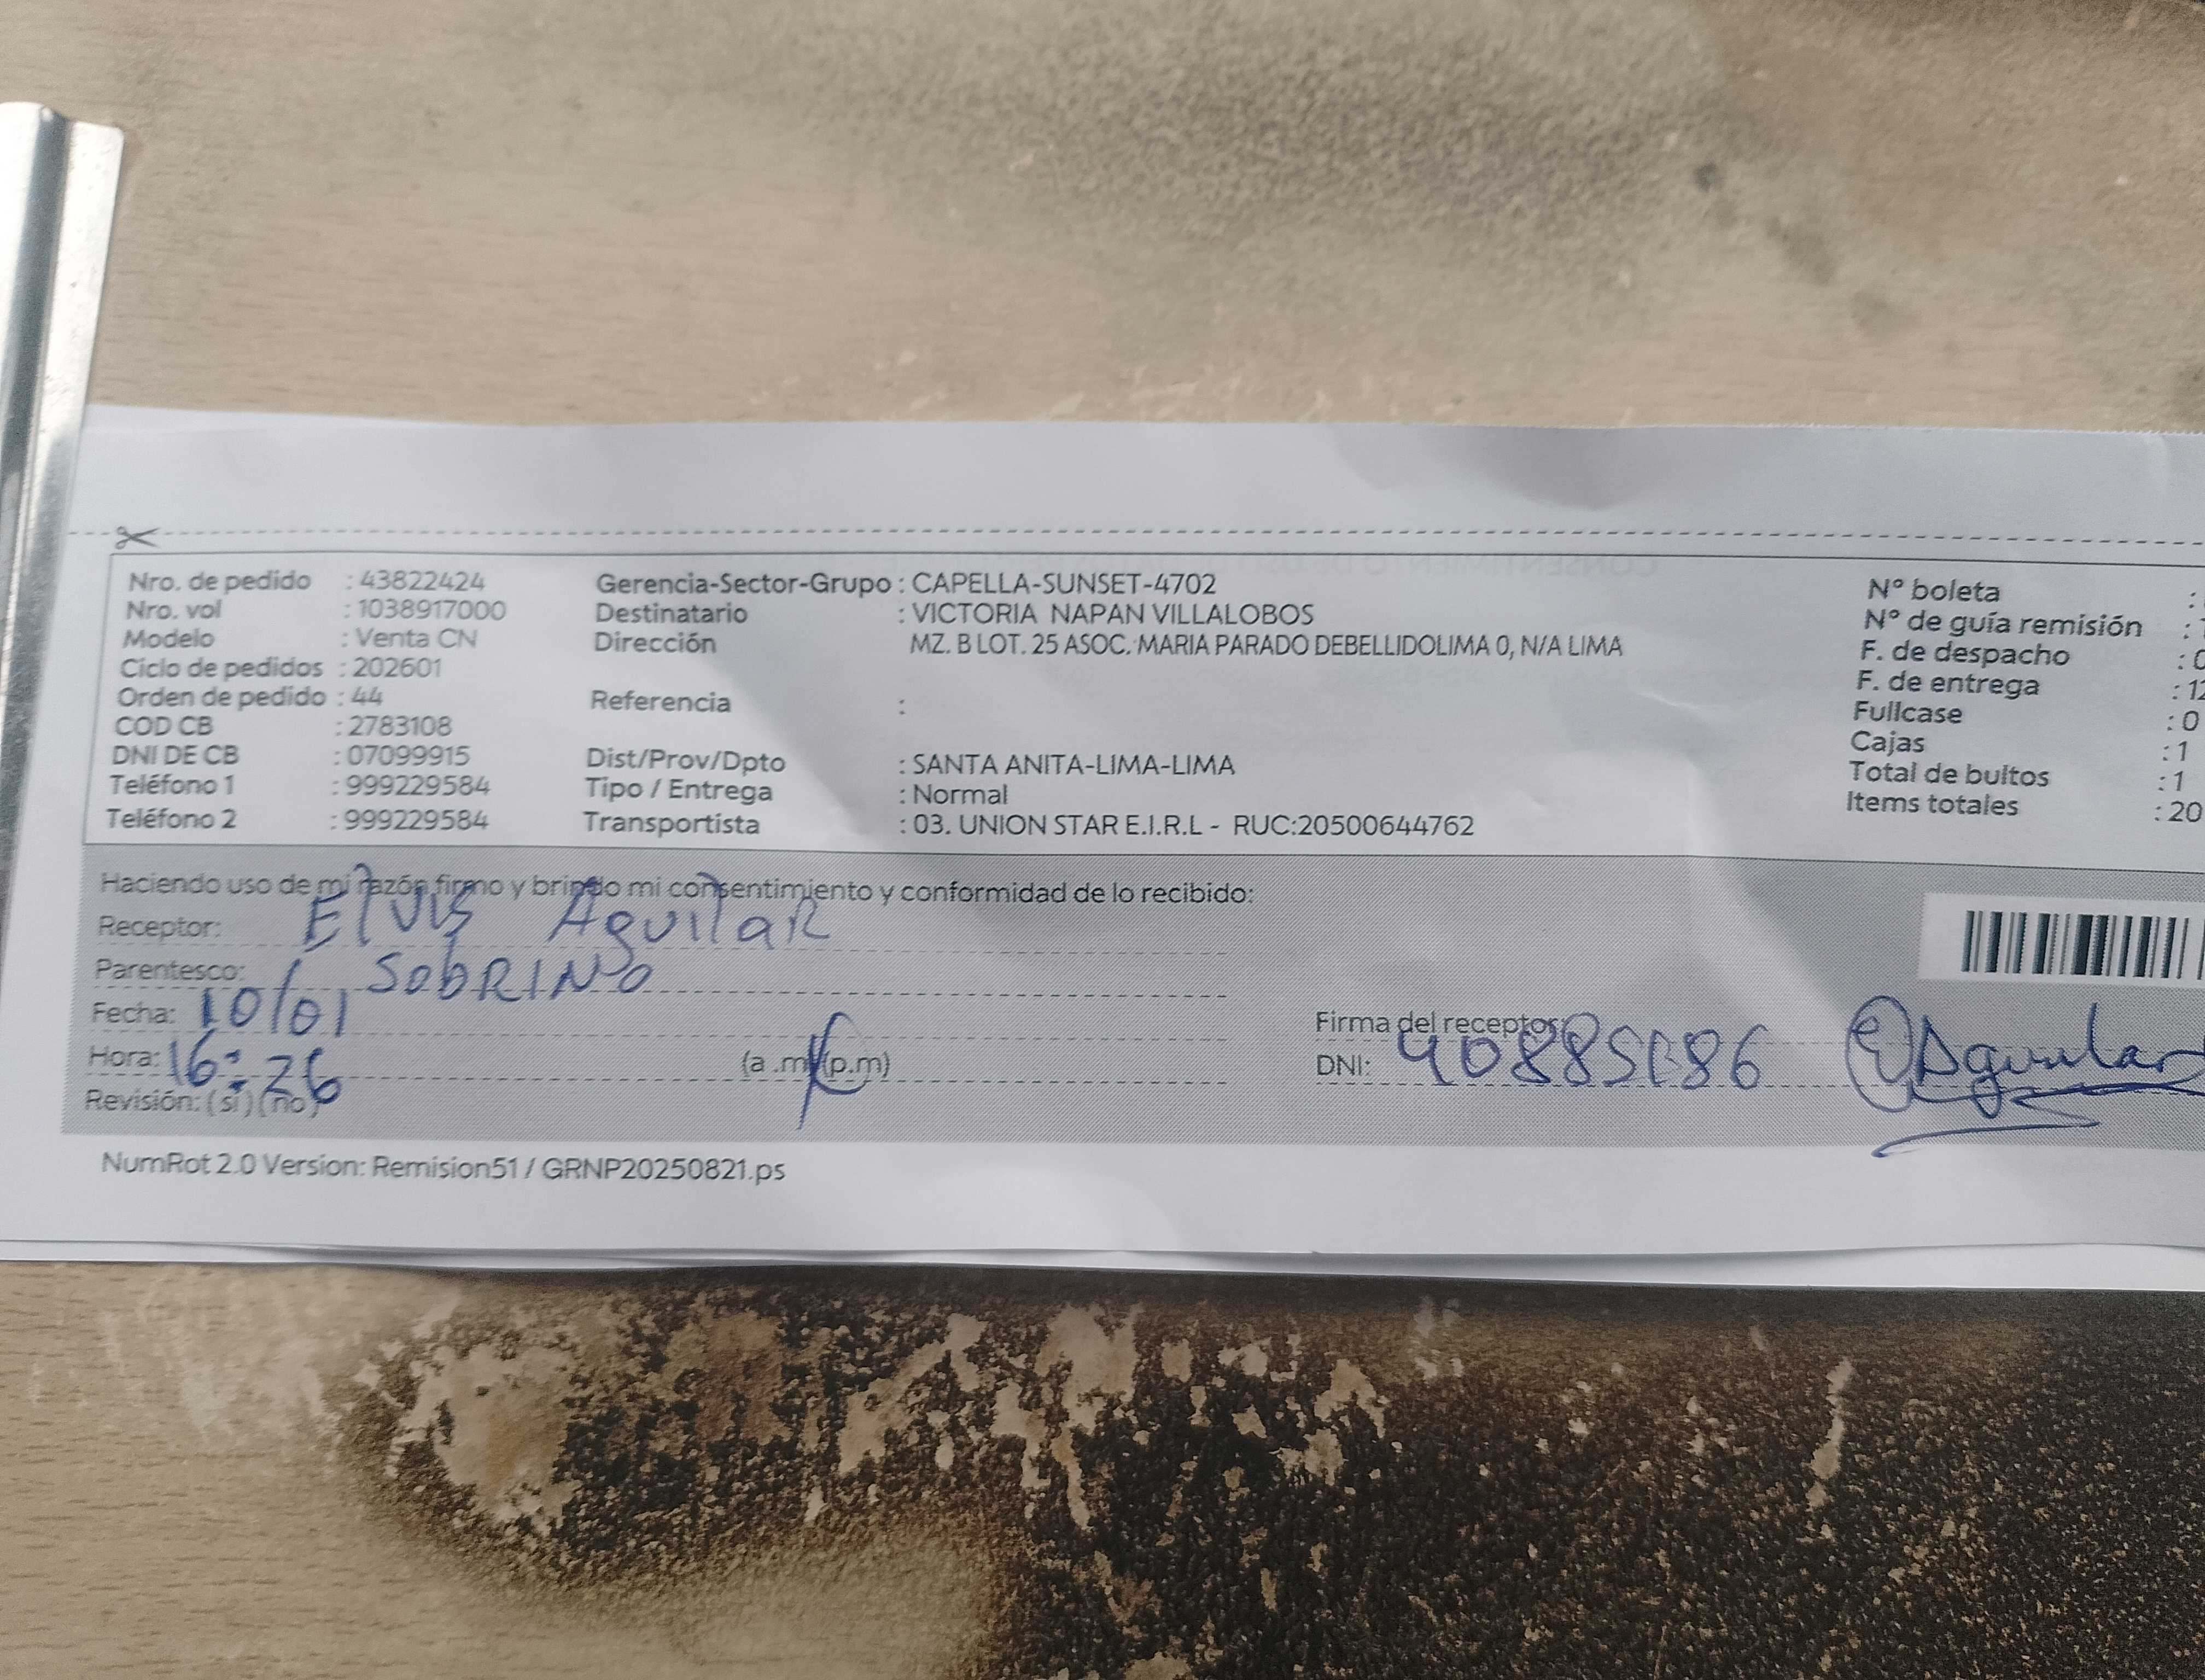 Nro. de pedido : 43822424
Nro. vol : 1038917000
Modelo : Venta CN
Ciclo de pedidos : 202601
Orden de pedido : 44
COD CB : 2783108
DNI DE CB : 07099915
Teléfono 1 : 999229584
Teléfono 2 : 999229584
Gerencia-Sector-Grupo : CAPELLA-SUNSET-4702
Destinatario : VICTORIA NAPAN VILLALOBOS
Dirección MZ. B LOT. 25 ASOC. MARIA PARADO DEBELLIDOLIMA 0, N/A LIMA
Referencia :
Dist/Prov/Dpto : SANTA ANITA-LIMA-LIMA
Tipo / Entrega : Normal
Transportista : 03. UNION STAR E.I.R.L - RUC:20500644762
N° boleta :
N° de guía remisión :
F. de despacho :
F. de entrega :
Fullcase : 0
Cajas : 1
Total de bultos : 1
Items totales : 20
Haciendo uso de mi razón firmo y brindo mi consentimiento y conformidad de lo recibido:
Receptor: Elvis Aguilar
Parentesco: SobRINo
Fecha: 10/01
Hora: 16:26 (a .m) (p.m)
Revisión: (si) (no)
Firma del receptor:
DNI: Aguilar
NumRot 2.0 Version: Remision51 / GRNP20250821.ps